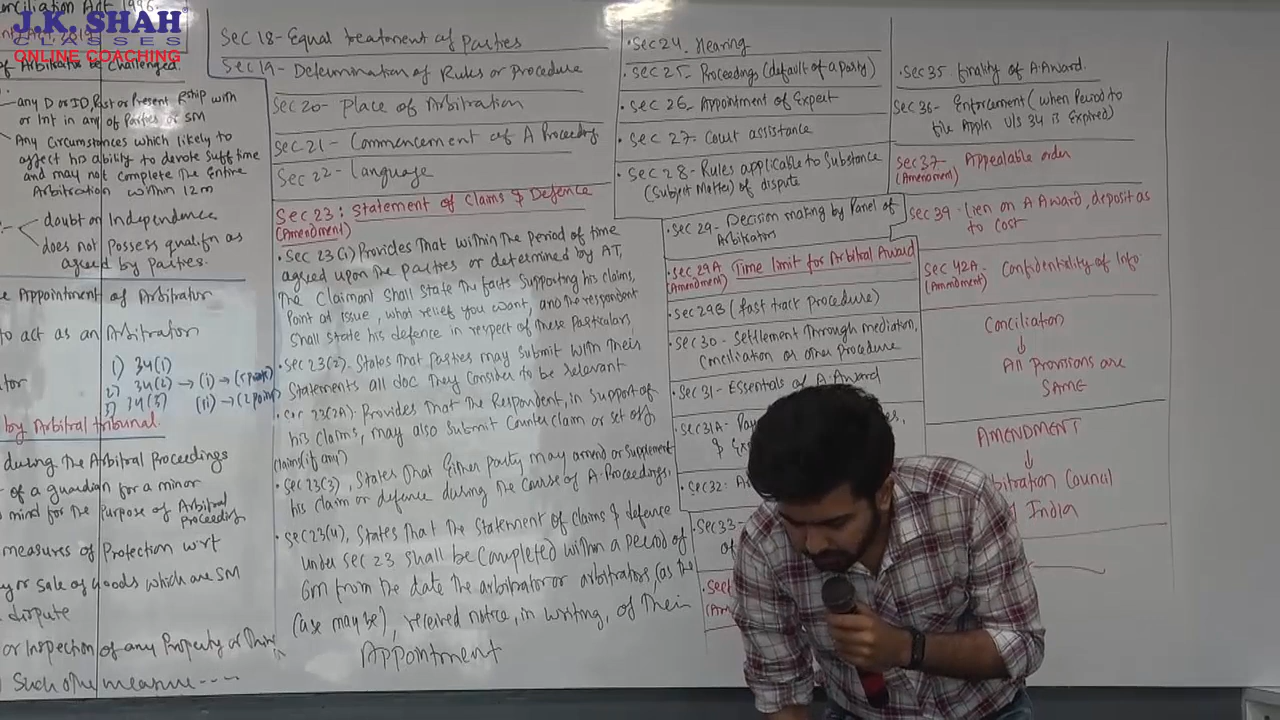 J.K. SHAH
CLASSES
ONLINE COACHING
Conciliation Act 1996
of Arbitrator be Challenged.
any D or ID, Past or Present R'ship with
or Int in any of Parties or SM
Any Circumstances which likely to
affect his ability to devote suff time
and may not complete the entire
Arbitration within 12m
doubt on Independence
does not possess qualifn as
agreed by Parties.
Appointment of Arbitrator
to act as an Arbitrator
1) 34(1)
2) 34(2) → (i) → (5 point)
3) 34(3) (ii) → (2 point)
by Arbitral tribunal.
during the Arbitral Proceedings
of a guardian for a minor
mind for the purpose of Arbitral
Proceeding
measures of Protection wrt
or sale of goods which are SM
dispute
or Inspection of any Property or Thing
Such other measure ----
Sec 18- Equal treatment of Parties
Sec 19- Determination of Rules or Procedure
Sec 20- Place of Arbitration
Sec 21- Commencement of A Proceeding
Sec 22- Language
Sec 23: Statement of Claims & Defence
(Amendment)
• Sec 23(1) Provides That within the period of time
agreed upon the parties or determined by AT,
The Claimant Shall State the facts Supporting his claims,
Point at issue, what relief you want, and the respondent
Shall state his defence in respect of These Particulars,
• Sec 23(2). States That parties may Submit with Their
Statements all doc They Consider to be relevant
• Sec 23(2A). Provides That the Respondent, in Support of
his claims, may also Submit Counter claim or set off
claims (if any)
• Sec 23(3), States That Either party may amend or Supplement
his claim or defence during the Course of A. Proceedings.
• Sec 23(4), States That the Statement of claims & defence
under Sec 23 shall be Completed within a period of
6m from the date the arbitrator or arbitrators, (as the
Case may be), received notice, in writing, of Their
Appointment
• Sec 24. Hearing
• Sec 25- Proceedings (default of a party)
• Sec 26- Appointment of Expert
• Sec 27- Court assistance
• Sec 28- Rules applicable to Substance
(Subject Matter) of dispute
• Sec 29- Decision making by Panel of
Arbitrators
• Sec 29A Time limit for Arbitral Award
(Amendment)
• Sec 29B (fast tract Procedure)
• Sec 30- Settlement Through mediation,
Conciliation or other Procedure
• Sec 31- Essentials of A Award
• Sec 31A-
&
• Sec 32:
• Sec 33-
of
• Sec 35. finality of A. Award.
Sec 36- Enforcement (when Period to
file Appln U/s 34 is Expired)
Sec 37- Appealable order
(Amendment)
Sec 39- Lien on A Award, deposit as
to Cost
Sec 42A- Confidentiality of Info
(Amendment)
Conciliation
↓
All Provisions are
SAME
AMENDMENT
↓
Council
India